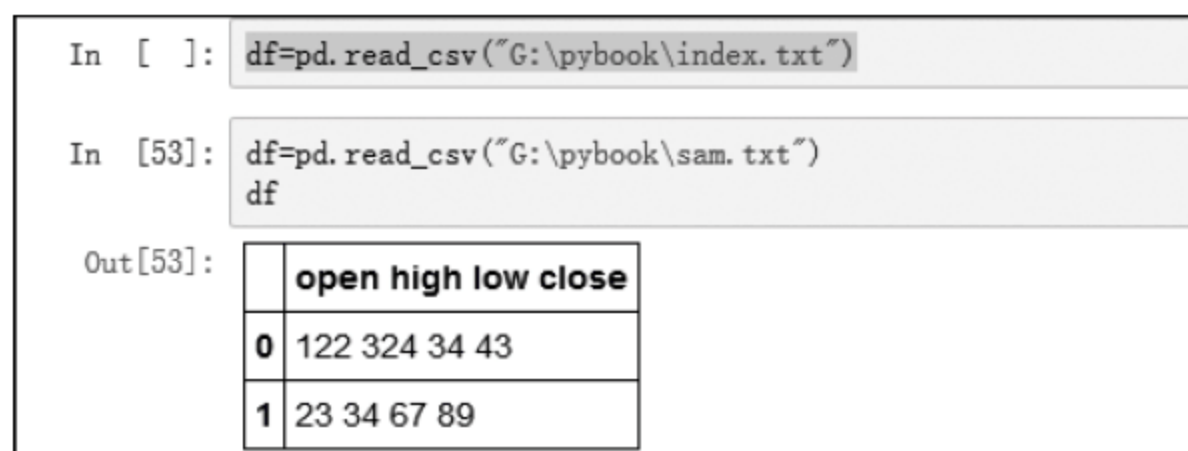 In [ ]: df=pd.read_csv("G:\pybook\index.txt")
In [53]: df=pd.read_csv("G:\pybook\sam.txt")
df
Out[53]:
open high low close
0 122 324 34 43
1 23 34 67 89